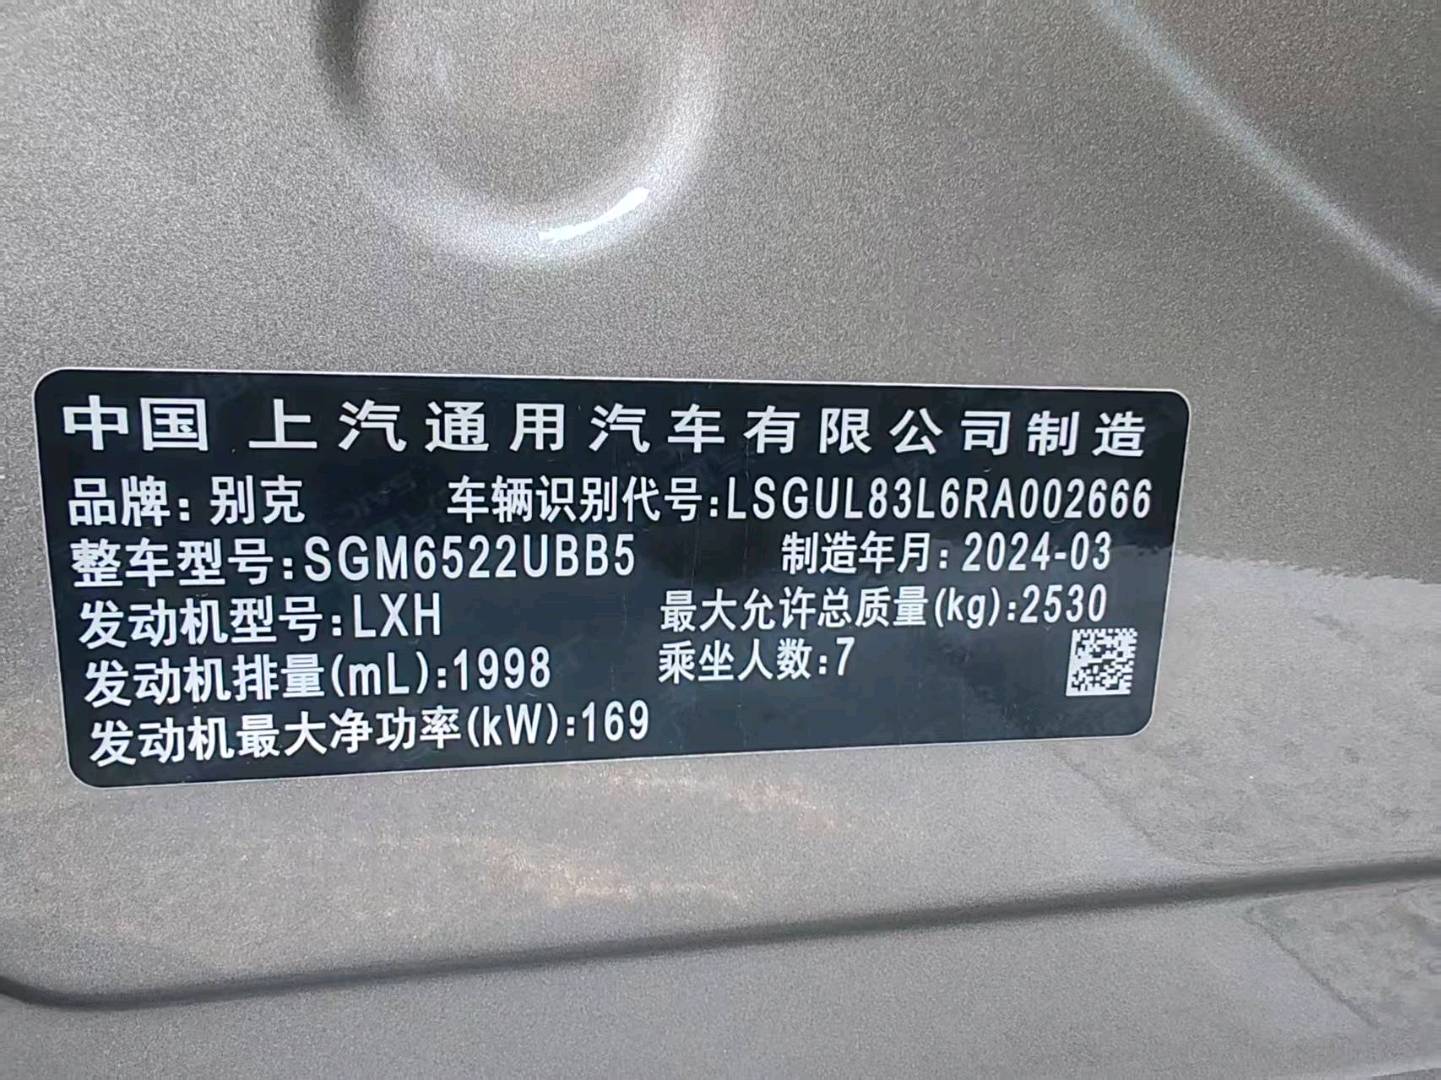 中国 上汽通用汽车有限公司制造
品牌: 别克 车辆识别代号:LSGUL83L6RA002666
整车型号:SGM6522UBB5 制造年月: 2024-03
发动机型号:LXH 最大允许总质量(kg):2530
发动机排量(mL):1998 乘坐人数:7
发动机最大净功率(kW):169